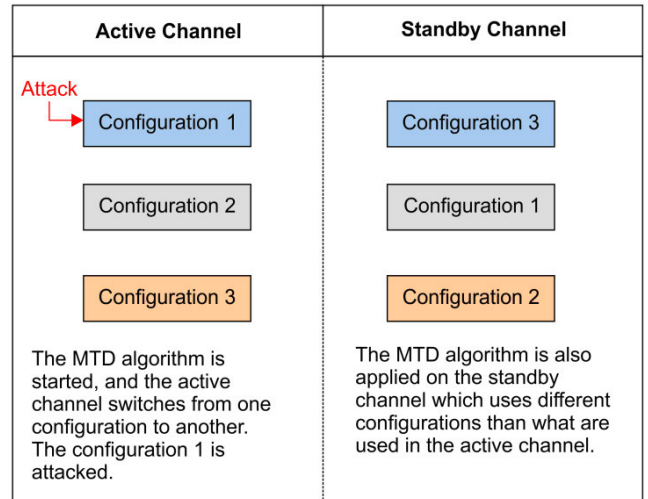 Active Channel
Standby Channel
Attack
Configuration 1
Configuration 3
Configuration 2
Configuration 1
Configuration 3
Configuration 2
The MTD algorithm is
started, and the active
channel switches from one
configuration to another.
The configuration 1 is
attacked.
The MTD algorithm is also
applied on the standby
channel which uses different
configurations than what are
used in the active channel.